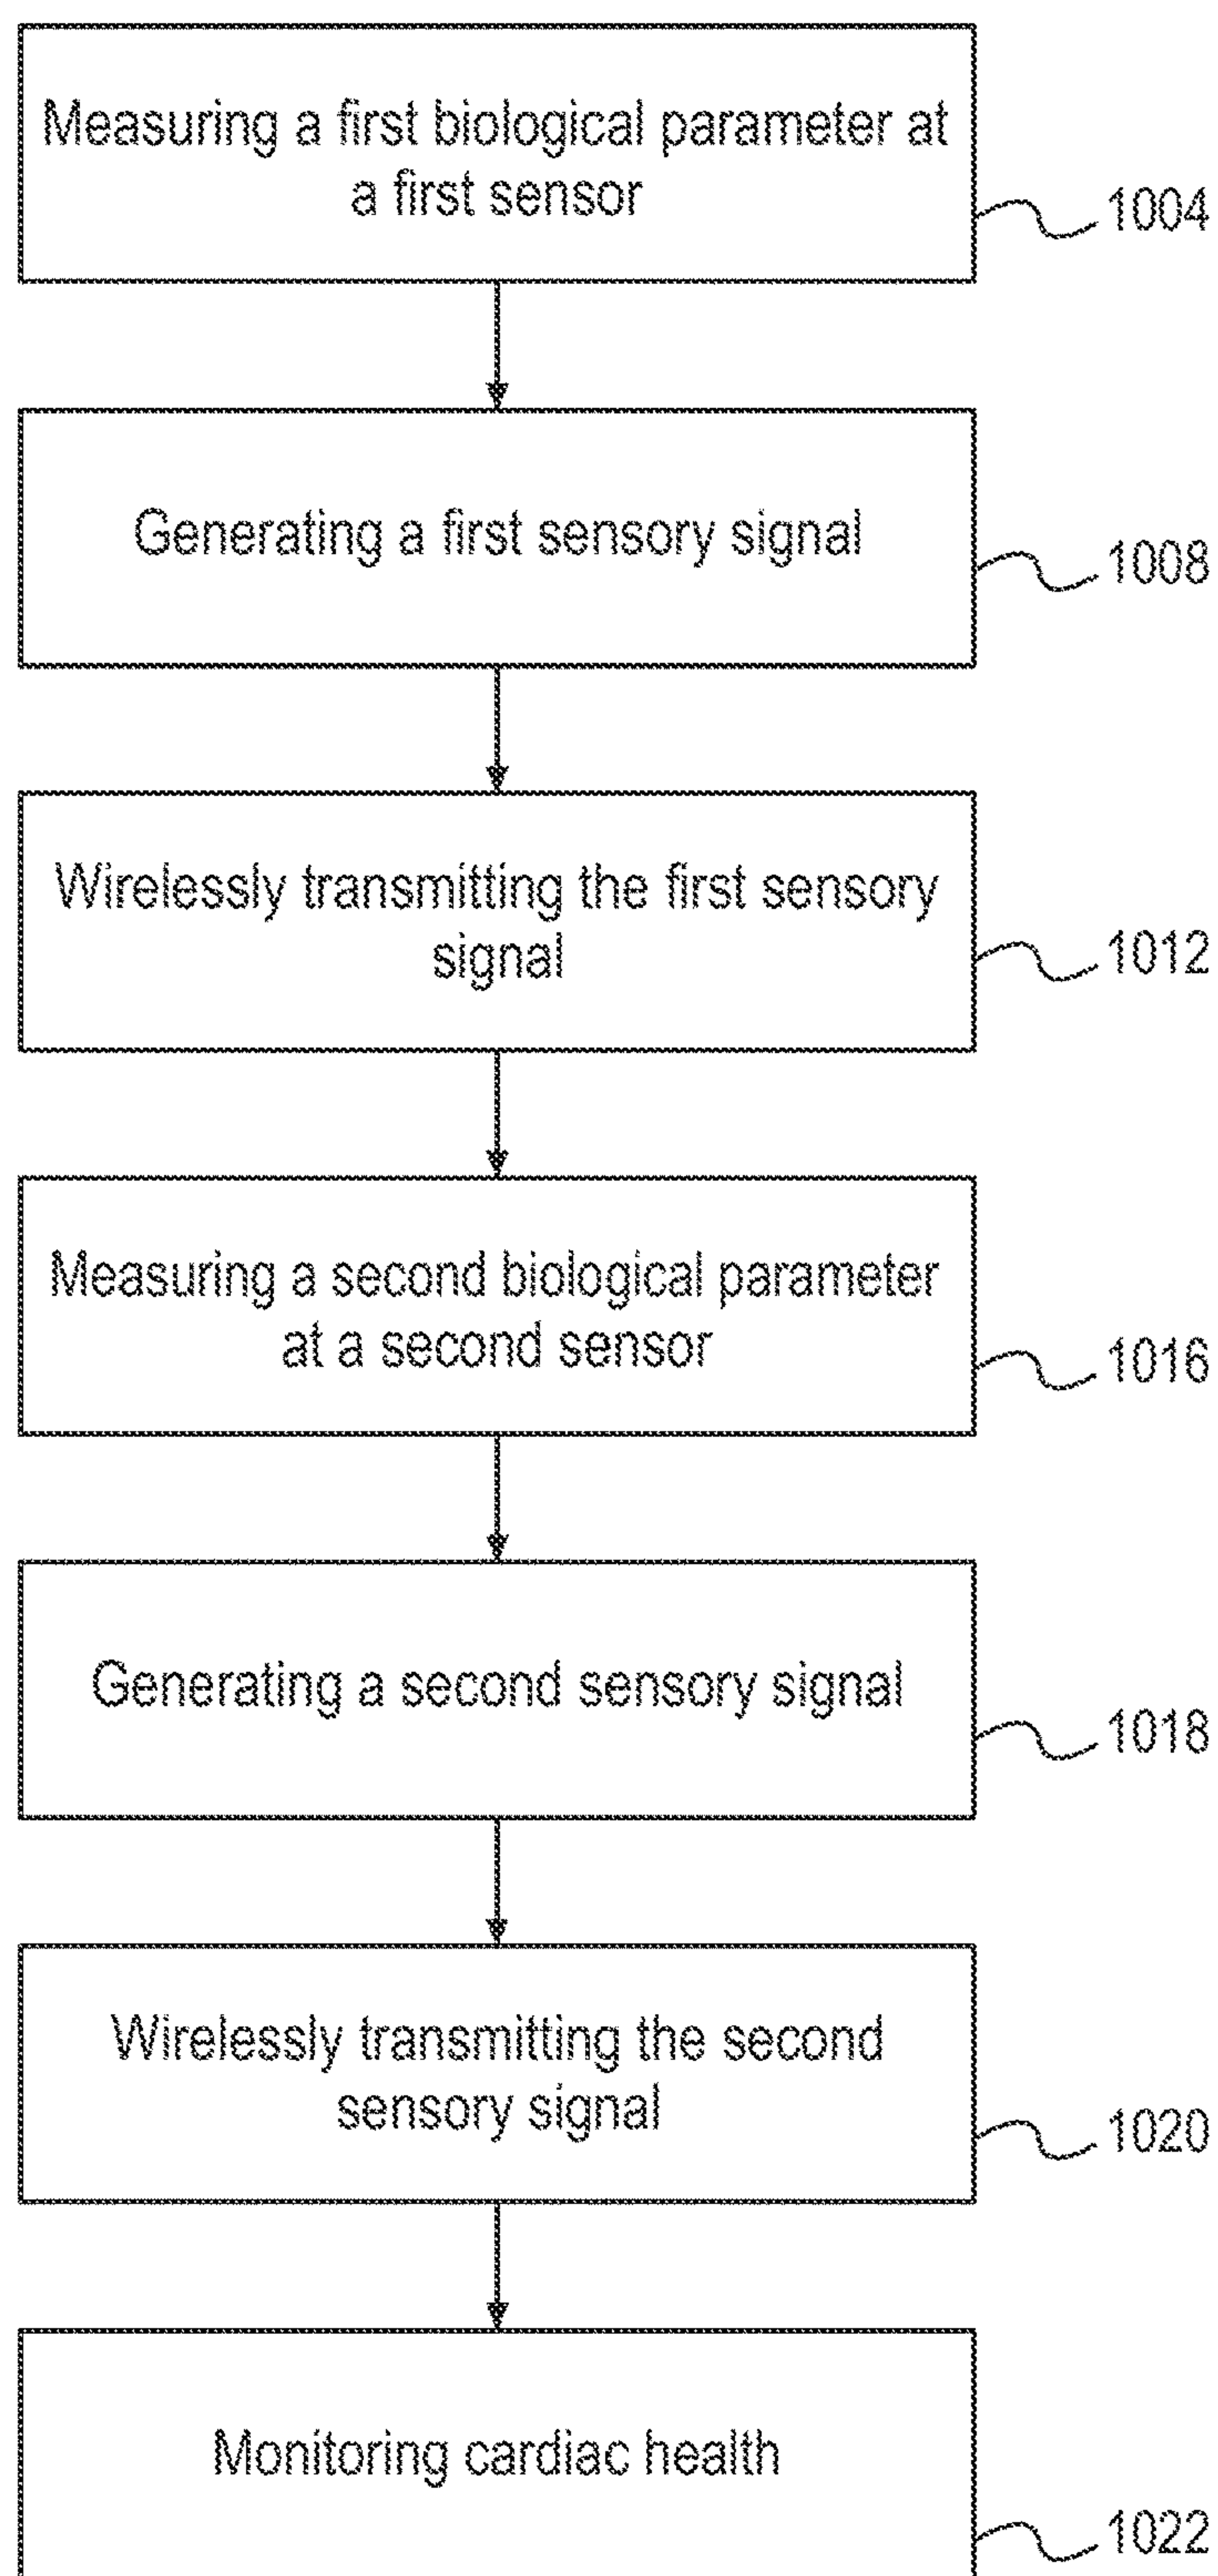 Measuring a first biological parameter at
a first sensor
1004
Generating a first sensory signal
1008
Wirelessly transmitting the first sensory
signal
1012
Measuring a second biological parameter
at a second sensor
1016
Generating a second sensory signal
1018
Wirelessly transmitting the second
sensory signal
1020
Monitoring cardiac health
1022